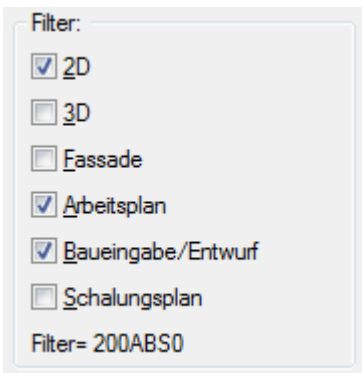 Filter:
2D
3D
Fassade
Arbeitsplan
Baueingabe/Entwurf
Schalungsplan
Filter= 200ABS0